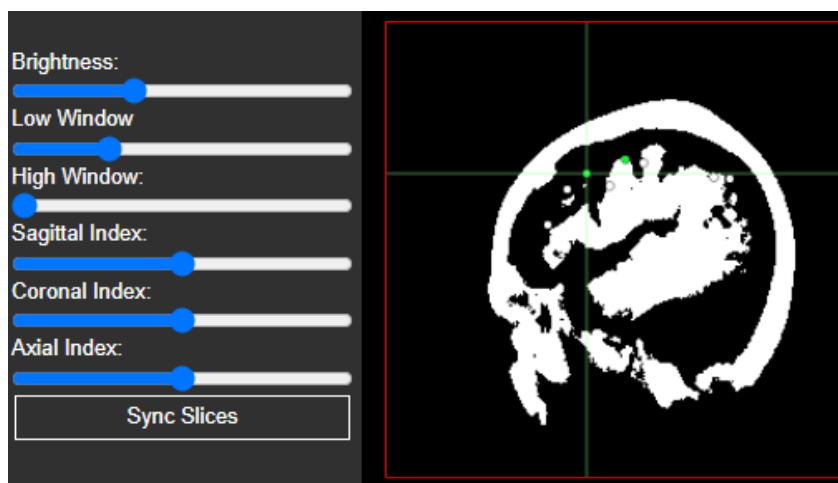 Brightness:
Low Window
High Window:
Sagittal Index:
Coronal Index:
Axial Index:
Sync Slices